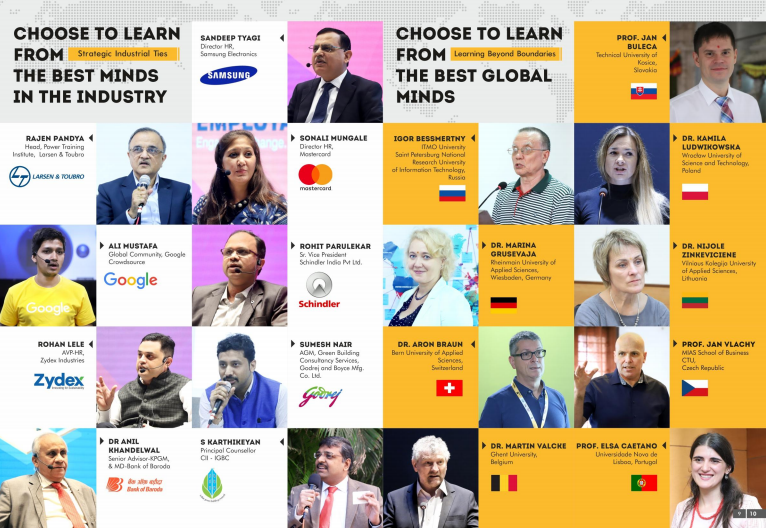 CHOOSE TO LEARN
FROM Strategic Industrial Ties
THE BEST MINDS
IN THE INDUSTRY
SANDEEP TYAGI
Director HR,
Samsung Electronics
SAMSUNG
RAJEN PANDYA
Head, Power Training
Institute, Larsen & Toubro
LARSEN & TOUBRO
SONALI MUNGALE
Director HR,
Mastercard
mastercard
Google
ALI MUSTAFA
Global Community, Google
Crowdsource
Google
ROHIT PARULEKAR
Sr. Vice President
Schindler India Pvt Ltd.
Schindler
ROHAN LELE
AVP-HR,
Zydex Industries
Zydex
SUMESH NAIR
AGM, Green Building
Consultancy Services,
Godrej and Boyce Mfg.
Co. Ltd.
Godrej
DR ANIL
KHANDELWAL
Senior Advisor-KPGM,
& MD-Bank of Baroda
बैंक ऑफ़ बड़ौदा
Bank of Baroda
S KARTHIKEYAN
Principal Counsellor
CII - IGBC
CHOOSE TO LEARN
FROM Learning Beyond Boundaries
THE BEST GLOBAL
MINDS
PROF. JAN
BULECA
Technical University of
Kosice,
Slovakia
IGOR BESSMERTNY
ITMO University
Saint Petersburg National
Research University
of Information Technology,
Russia
DR. KAMILA
LUDWIKOWSKA
Wrocław University of
Science and Technology,
Poland
DR. MARINA
GRUSEVAJA
Rheinmain University of
Applied Sciences,
Wiesbaden, Germany
DR. NIJOLE
ZINKEVICIENE
Vilniaus Kolegija University
of Applied Sciences,
Lithuania
DR. ARON BRAUN
Bern University of Applied
Sciences,
Switzerland
PROF. JAN VLACHY
MIAS School of Business
CTU,
Czech Republic
DR. MARTIN VALCKE
Ghent University,
Belgium
PROF. ELSA CAETANO
Universidade Nova de
Lisboa, Portugal
9 10